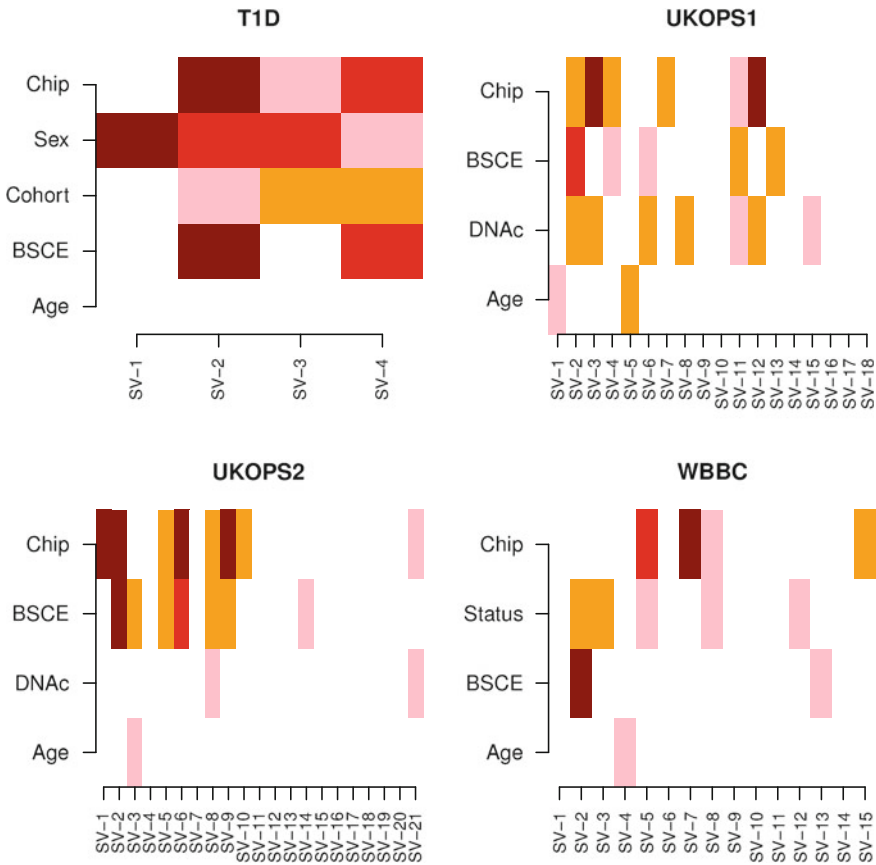 T1D
Chip
Sex
Cohort
BSCE
Age
SV-1
SV-2
SV-3
SV-4
UKOPS1
Chip
BSCE
DNAc
Age
SV-1
SV-2
SV-3
SV-4
SV-5
SV-6
SV-7
SV-8
SV-9
SV-10
SV-11
SV-12
SV-13
SV-14
SV-15
SV-16
SV-17
SV-18
UKOPS2
Chip
BSCE
DNAc
Age
SV-1
SV-2
SV-3
SV-4
SV-5
SV-6
SV-7
SV-8
SV-9
SV-10
SV-11
SV-12
SV-13
SV-14
SV-15
SV-16
SV-17
SV-18
SV-19
SV-20
SV-21
WBBC
Chip
Status
BSCE
Age
SV-1
SV-2
SV-3
SV-4
SV-5
SV-6
SV-7
SV-8
SV-9
SV-10
SV-11
SV-12
SV-13
SV-14
SV-15